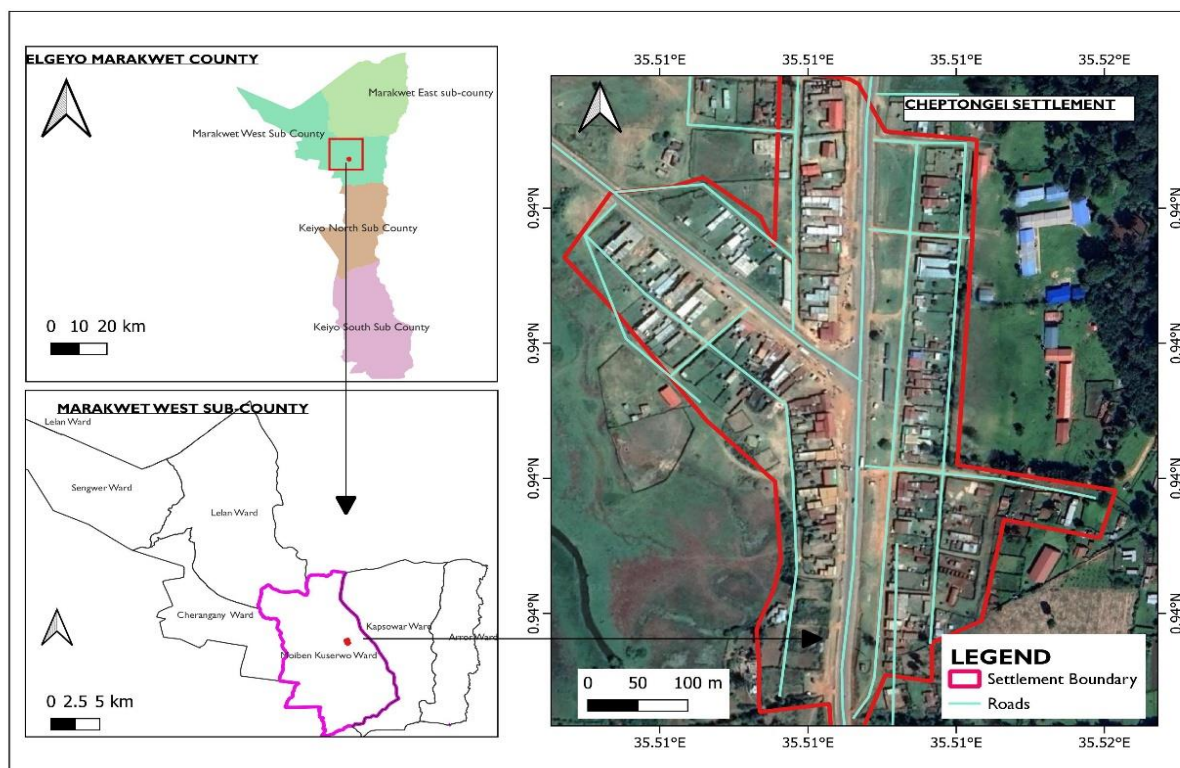 ELGEYO MARAKWET COUNTY
Marakwet East sub-county
Marakwet West Sub County
Keiyo North Sub County
Keiyo South Sub County
0 10 20 km
MARAKWET WEST SUB-COUNTY
Lelan Ward
Sengwer Ward
Lelan Ward
Cherangany Ward
Kapsowar Ward
Arror Ward
Moiben Kuserwo Ward
0 2.5 5 km
35.51°E 35.51°E 35.51°E 35.52°E
CHEPTONGEI SETTLEMENT
0.94°N 0.94°N
0.94°N 0.94°N
0.94°N 0.94°N
0.94°N 0.94°N
LEGEND
Settlement Boundary
Roads
0 50 100 m
35.51°E 35.51°E 35.51°E 35.52°E